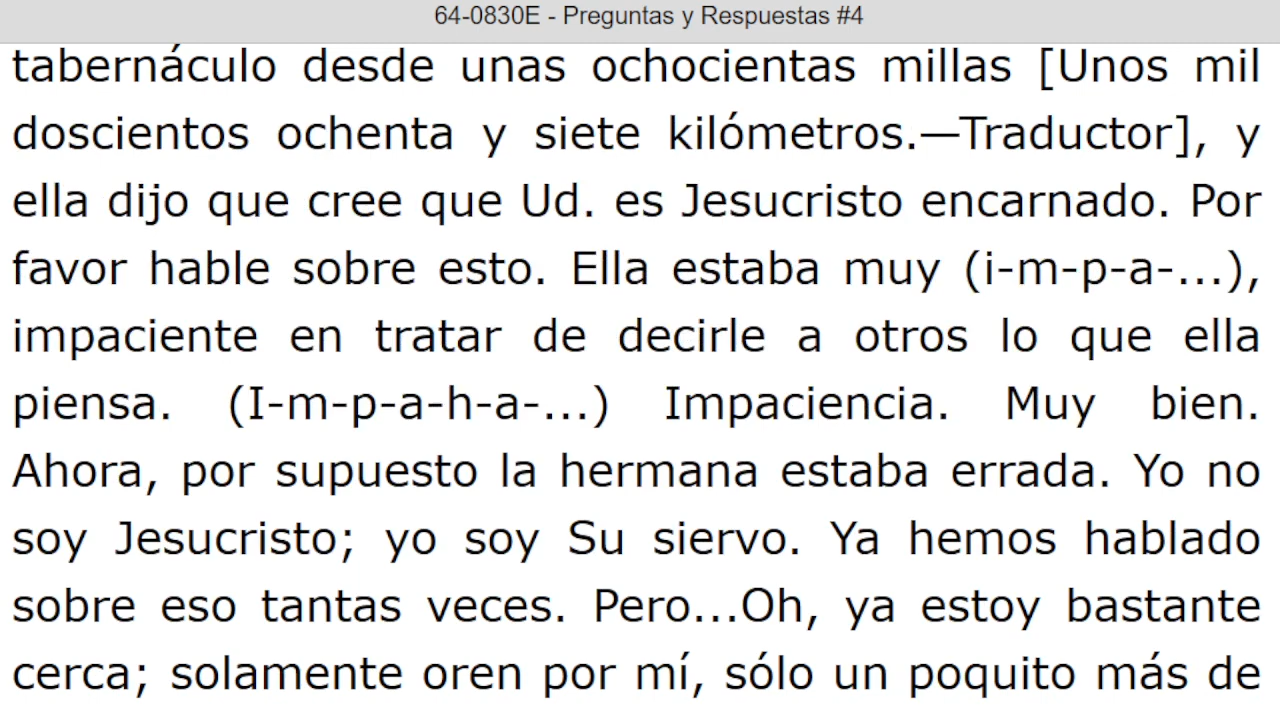 64-0830E - Preguntas y Respuestas #4
tabernáculo desde unas ochocientas millas [Unos mil
doscientos ochenta y siete kilómetros.—Traductor], y
ella dijo que cree que Ud. es Jesucristo encarnado. Por
favor hable sobre esto. Ella estaba muy (i-m-p-a-...),
impaciente en tratar de decirle a otros lo que ella
piensa. (I-m-p-a-h-a-...) Impaciencia. Muy bien.
Ahora, por supuesto la hermana estaba errada. Yo no
soy Jesucristo; yo soy Su siervo. Ya hemos hablado
sobre eso tantas veces. Pero...Oh, ya estoy bastante
cerca; solamente oren por mí, sólo un poquito más de